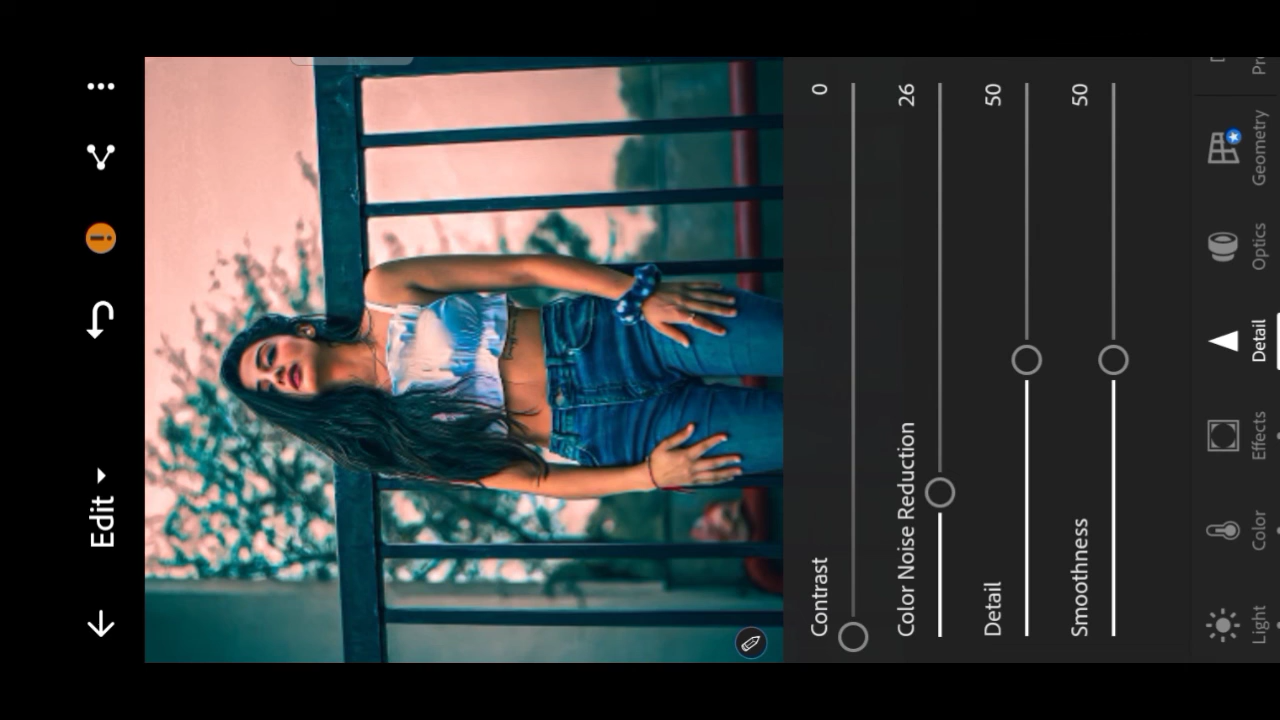 Edit
Contrast 0
Color Noise Reduction 26
Detail 50
Smoothness 50
Light
Color
Effects
Detail
Optics
Geometry